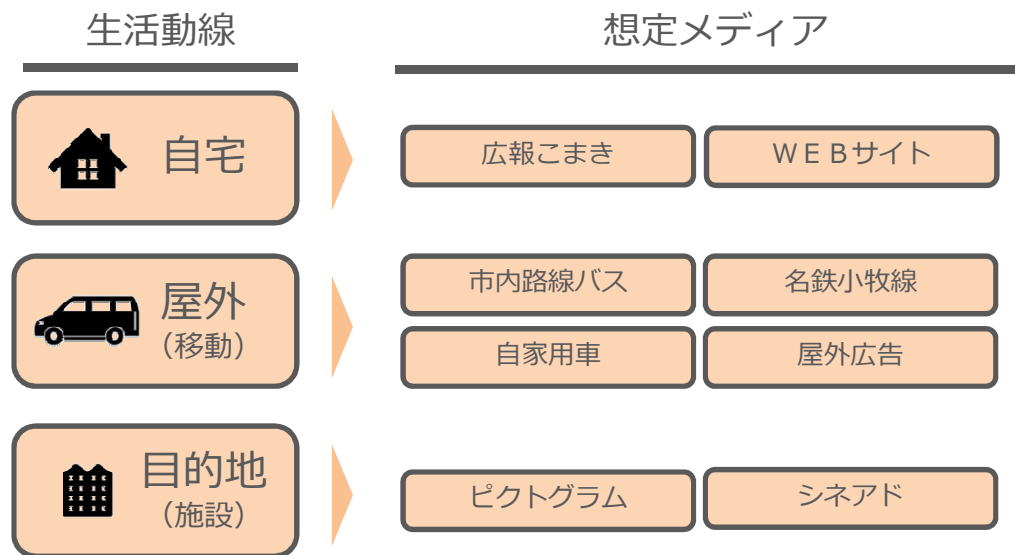 生活動線
想定メディア
自宅
広報こまき
ＷＥＢサイト
屋外
（移動）
市内路線バス
名鉄小牧線
自家用車
屋外広告
目的地
（施設）
ピクトグラム
シネアド